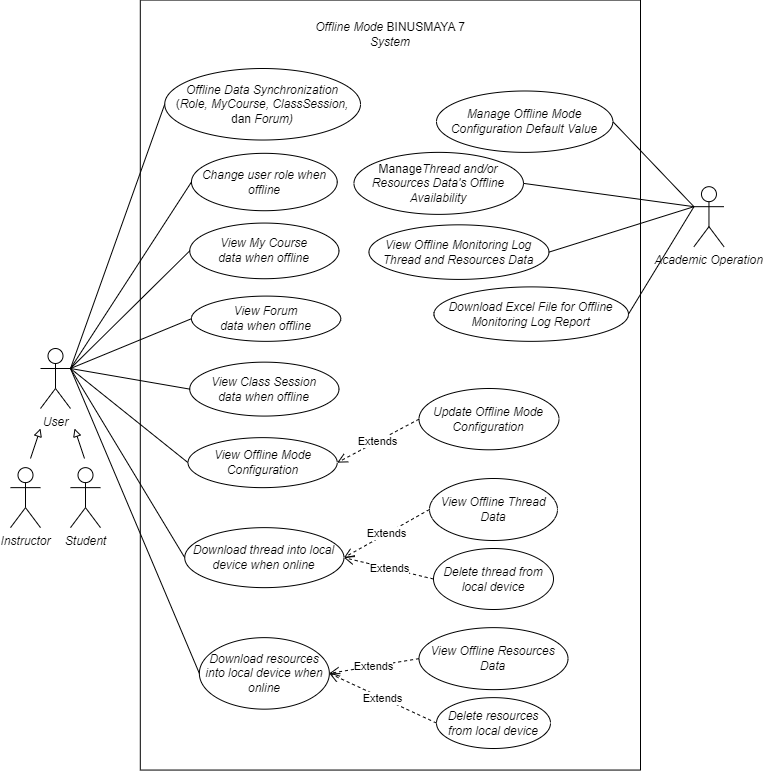 Offline Mode BINUSMAYA 7
System
Offline Data Synchronization
(Role, MyCourse, ClassSession,
dan Forum)
Manage Offline Mode
Configuration Default Value
Change user role when
offline
ManageThread and/or
Resources Data's Offline
Availability
View My Course
data when offline
View Offline Monitoring Log
Thread and Resources Data
Academic Operation
View Forum
data when offline
Download Excel File for Offline
Monitoring Log Report
View Class Session
data when offline
User
Update Offline Mode
Configuration
Extends
View Offline Mode
Configuration
Instructor
Student
View Offline Thread
Data
Extends
Download thread into local
device when online
Extends
Delete thread from
local device
View Offline Resources
Data
Extends
Download resources
into local device when
online
Extends
Delete resources
from local device